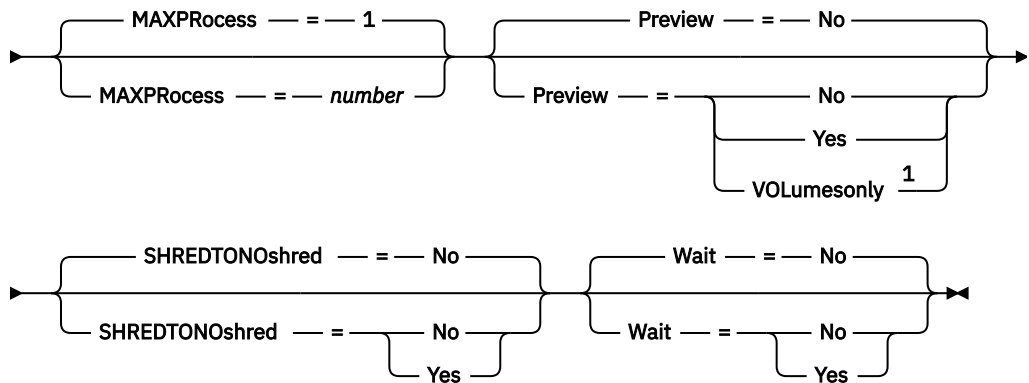 MAXPRocess = 1 Preview = No
MAXPRocess = number Preview = No
Yes
VOLumesonly 1
SHREDTONOshred = No Wait = No
SHREDTONOshred = No Wait = No
Yes Yes